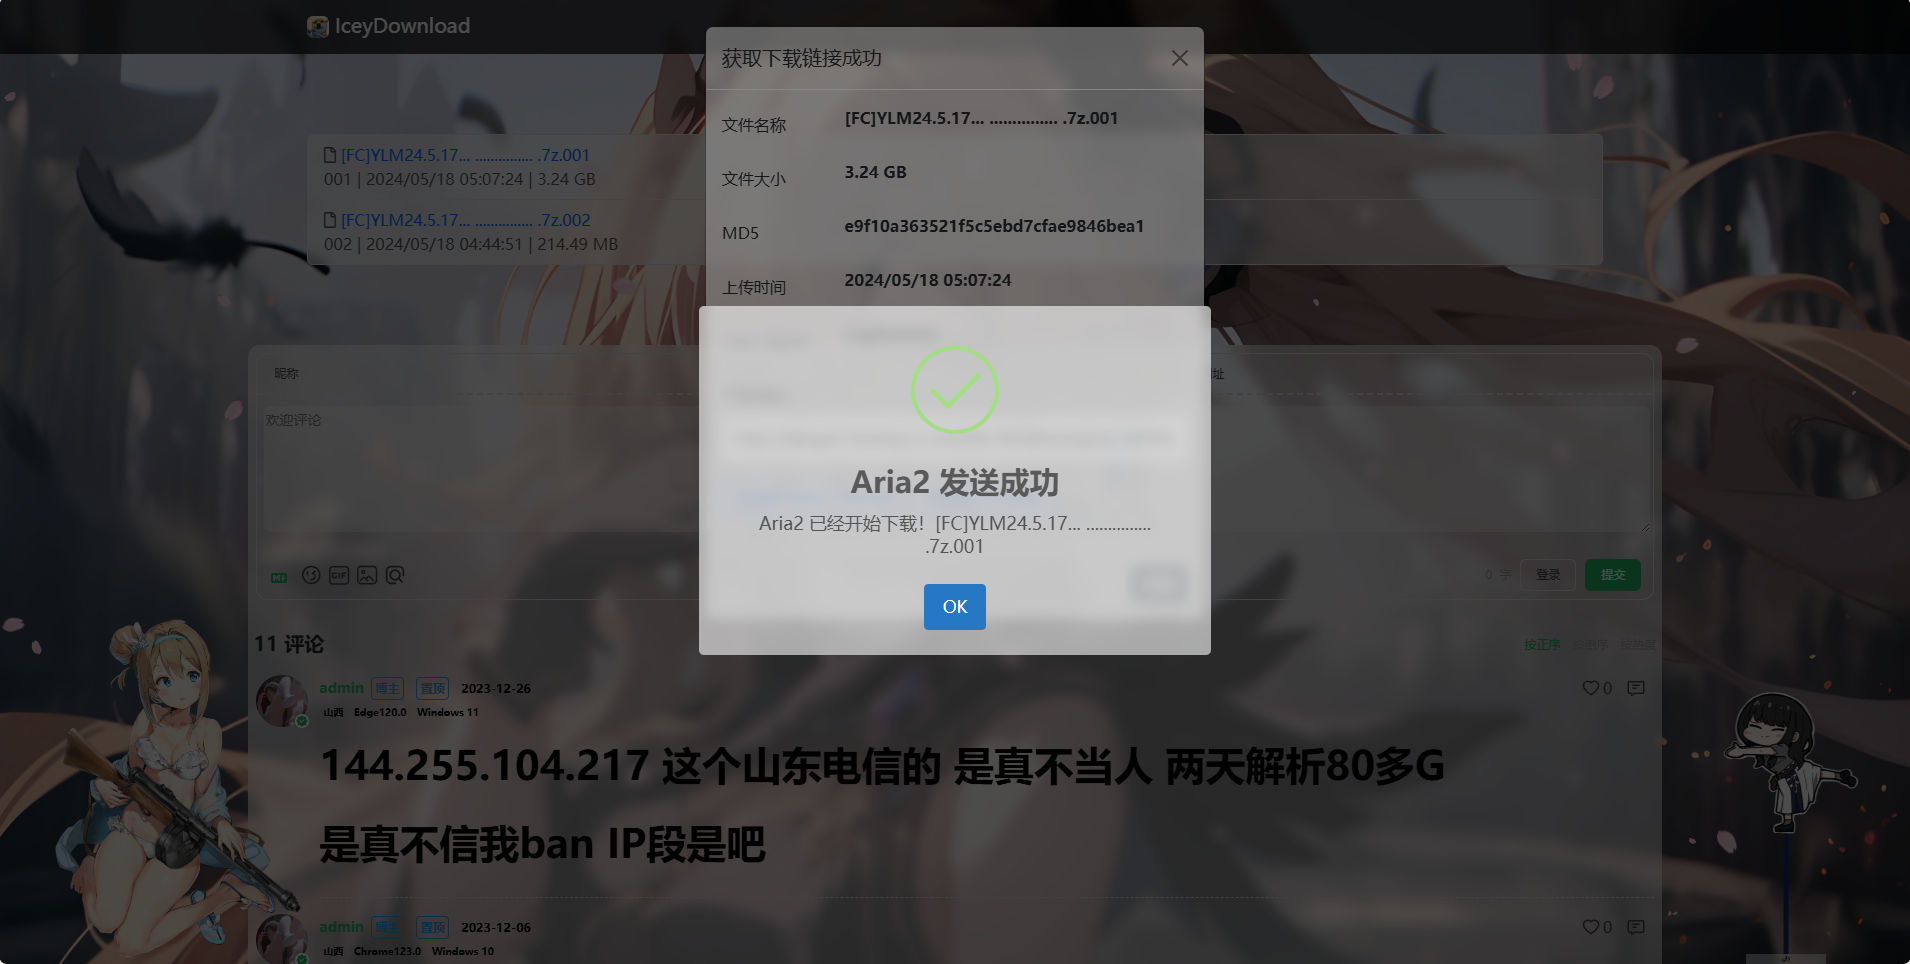 IceyDownload
获取下载链接成功
文件名称 [FC]YLM24.5.17... ............... .7z.001
文件大小 3.24 GB
MD5 e9f10a363521f5c5ebd7cfae9846bea1
上传时间 2024/05/18 05:07:24
[FC]YLM24.5.17... ............... .7z.001
001 | 2024/05/18 05:07:24 | 3.24 GB
[FC]YLM24.5.17... ............... .7z.002
002 | 2024/05/18 04:44:51 | 214.49 MB
Aria2 发送成功
Aria2 已经开始下载！[FC]YLM24.5.17... ...............
.7z.001
OK
昵称 址
欢迎评论
M↓ GIF 0 字 登录 提交
11 评论 按正序 按倒序 按热度
admin 博主 置顶 2023-12-26 0
山西 Edge120.0 Windows 11
144.255.104.217 这个山东电信的 是真不当人 两天解析80多G
是真不信我ban IP段是吧
admin 博主 置顶 2023-12-06 0
山西 Chrome123.0 Windows 10